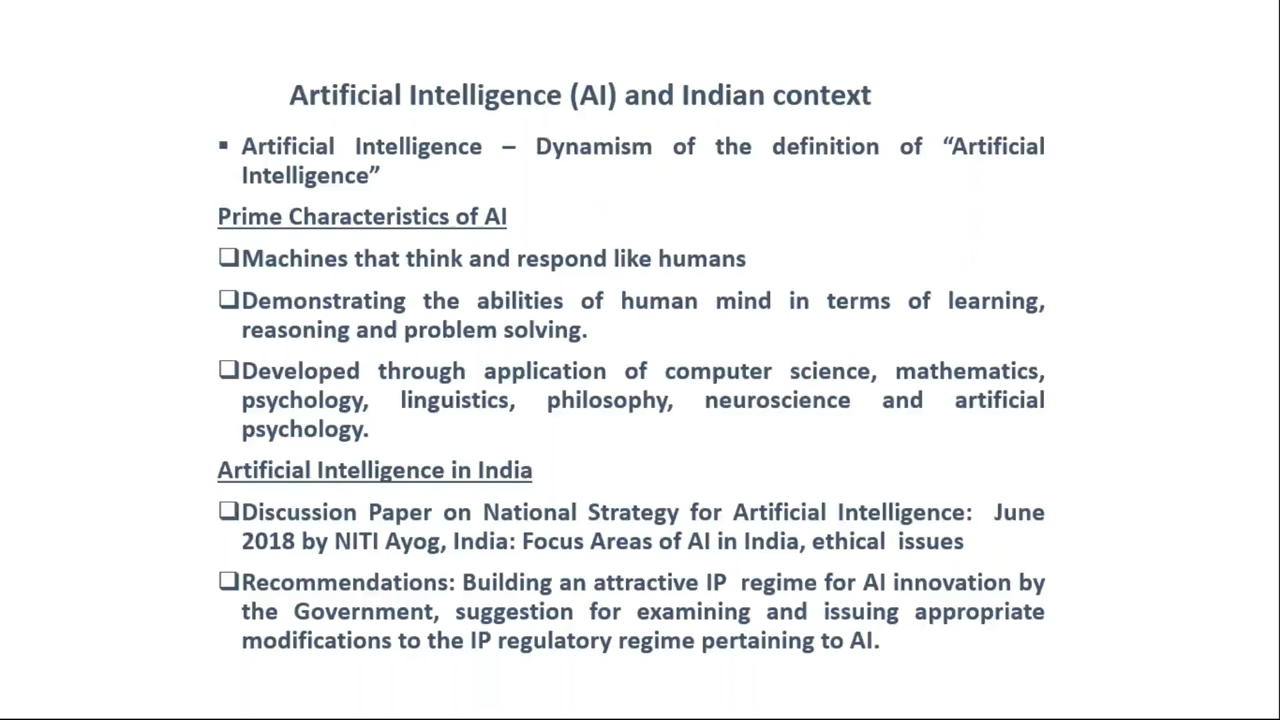 Artificial Intelligence (AI) and Indian context
▪ Artificial Intelligence – Dynamism of the definition of “Artificial
Intelligence”
Prime Characteristics of AI
❑Machines that think and respond like humans
❑Demonstrating the abilities of human mind in terms of learning,
reasoning and problem solving.
❑Developed through application of computer science, mathematics,
psychology, linguistics, philosophy, neuroscience and artificial
psychology.
Artificial Intelligence in India
❑Discussion Paper on National Strategy for Artificial Intelligence: June
2018 by NITI Ayog, India: Focus Areas of AI in India, ethical issues
❑Recommendations: Building an attractive IP regime for AI innovation by
the Government, suggestion for examining and issuing appropriate
modifications to the IP regulatory regime pertaining to AI.